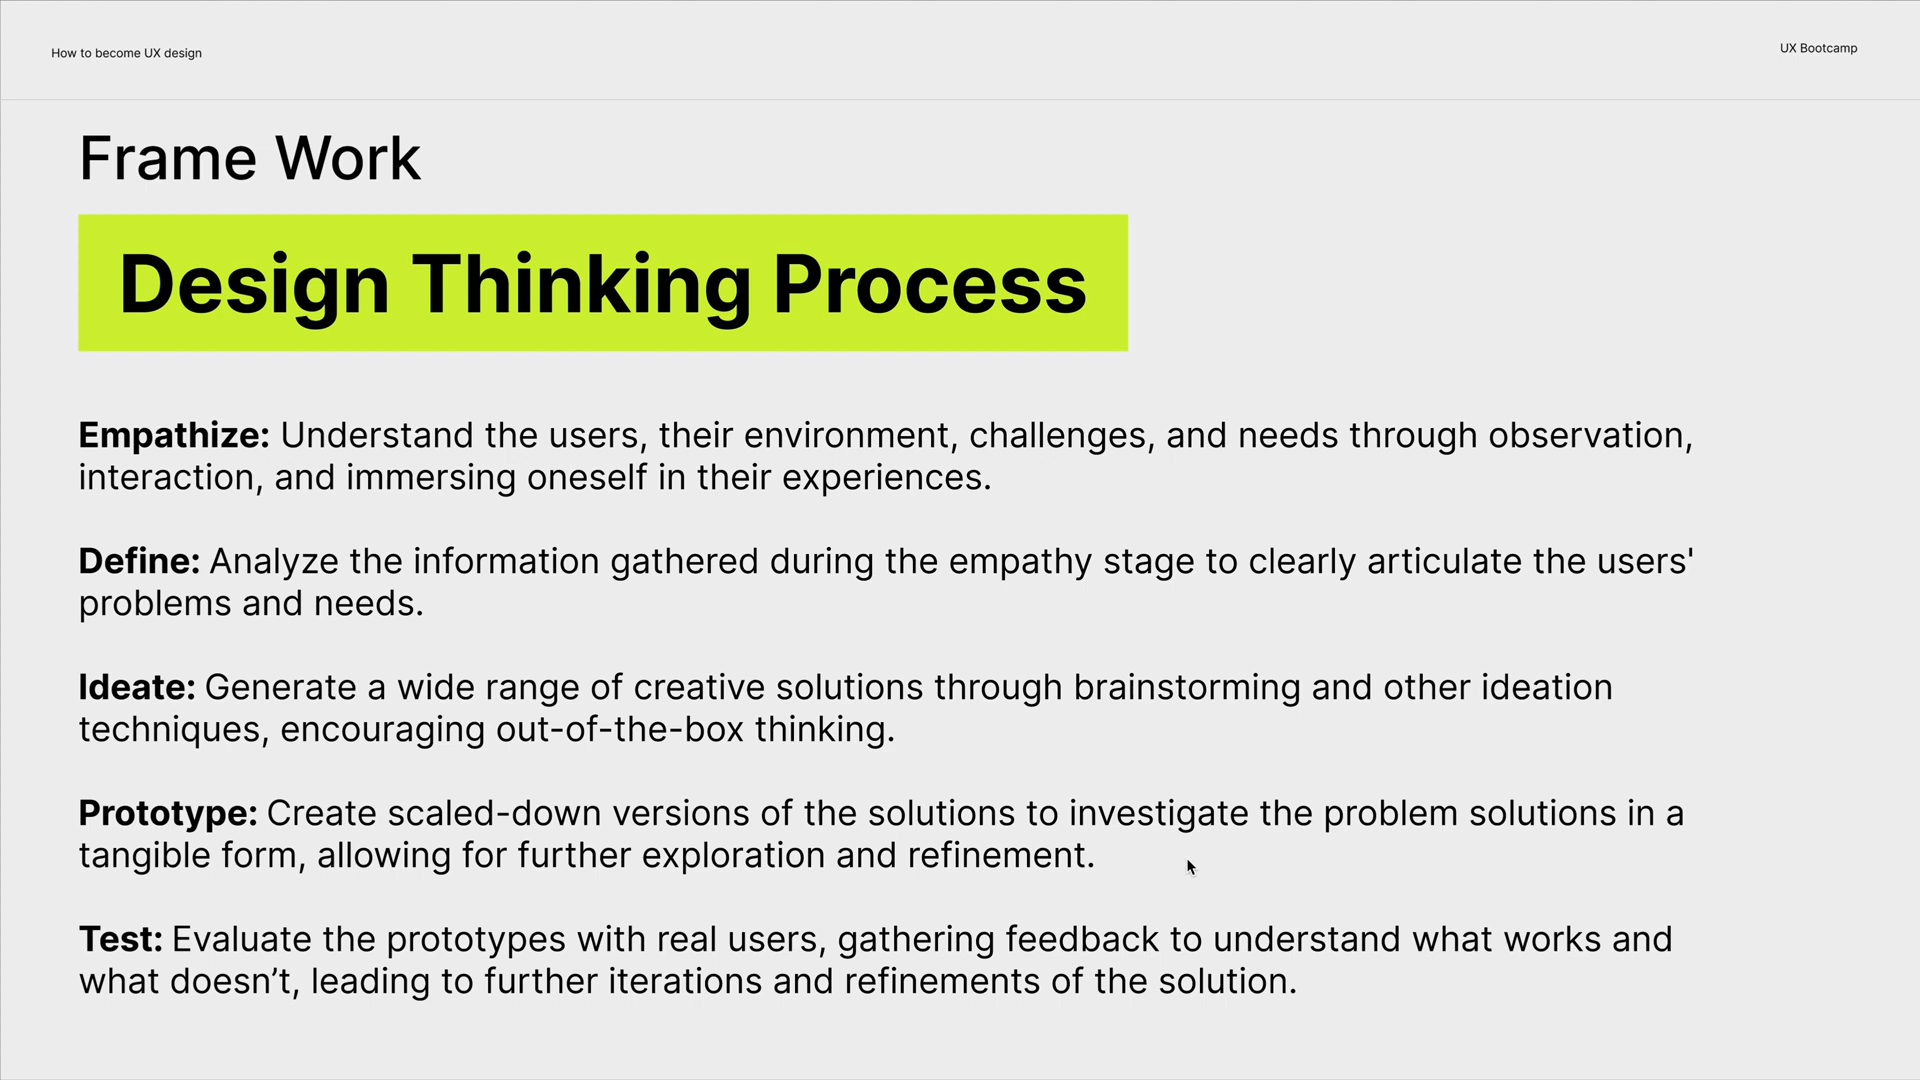 How to become UX design
UX Bootcamp
Frame Work
Design Thinking Process
Empathize: Understand the users, their environment, challenges, and needs through observation,
interaction, and immersing oneself in their experiences.
Define: Analyze the information gathered during the empathy stage to clearly articulate the users'
problems and needs.
Ideate: Generate a wide range of creative solutions through brainstorming and other ideation
techniques, encouraging out-of-the-box thinking.
Prototype: Create scaled-down versions of the solutions to investigate the problem solutions in a
tangible form, allowing for further exploration and refinement.
Test: Evaluate the prototypes with real users, gathering feedback to understand what works and
what doesn’t, leading to further iterations and refinements of the solution.